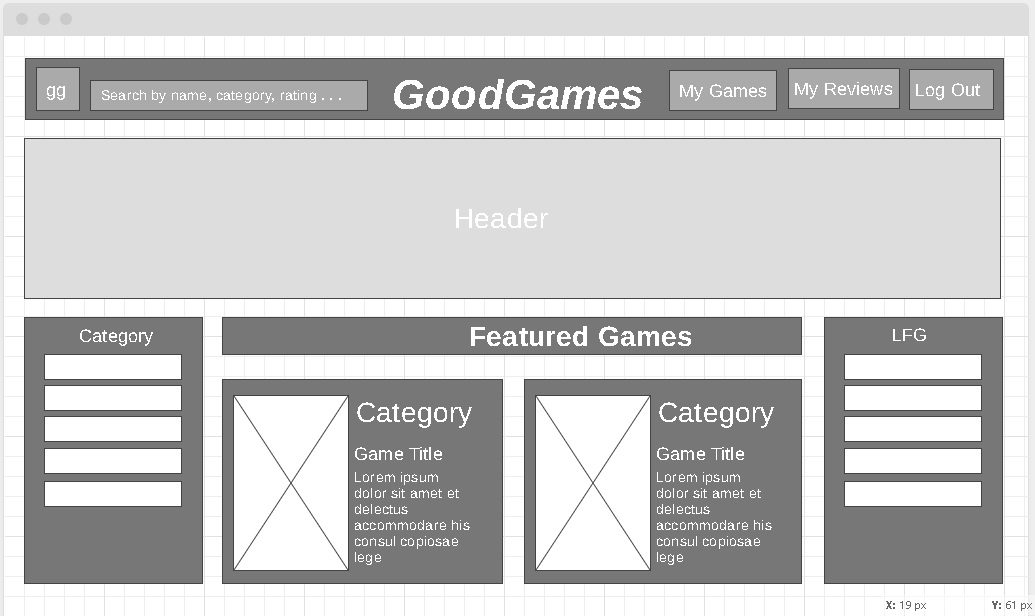 gg
Search by name, category, rating . . .
GoodGames
My Games
My Reviews
Log Out
Header
Category
Featured Games
LFG
Category
Game Title
Lorem ipsum
dolor sit amet et
delectus
accommodare his
consul copiosae
lege
Category
Game Title
Lorem ipsum
dolor sit amet et
delectus
accommodare his
consul copiosae
lege
X: 19 px
Y: 61 px